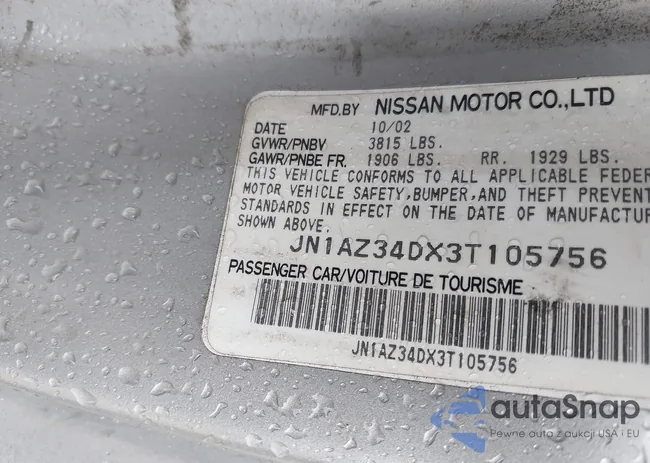 MFD.BY NISSAN MOTOR CO.,LTD
DATE 10/02
GVWR/PNBV 3815 LBS.
GAWR/PNBE FR. 1906 LBS. RR. 1929 LBS.
THIS VEHICLE CONFORMS TO ALL APPLICABLE FEDER
MOTOR VEHICLE SAFETY,BUMPER,AND THEFT PREVENT
STANDARDS IN EFFECT ON THE DATE OF MANUFACTUR
SHOWN ABOVE.
JN1AZ34DX3T105756
PASSENGER CAR/VOITURE DE TOURISME
JN1AZ34DX3T105756
autaSnap
Pewne auto z aukcji USA i EU